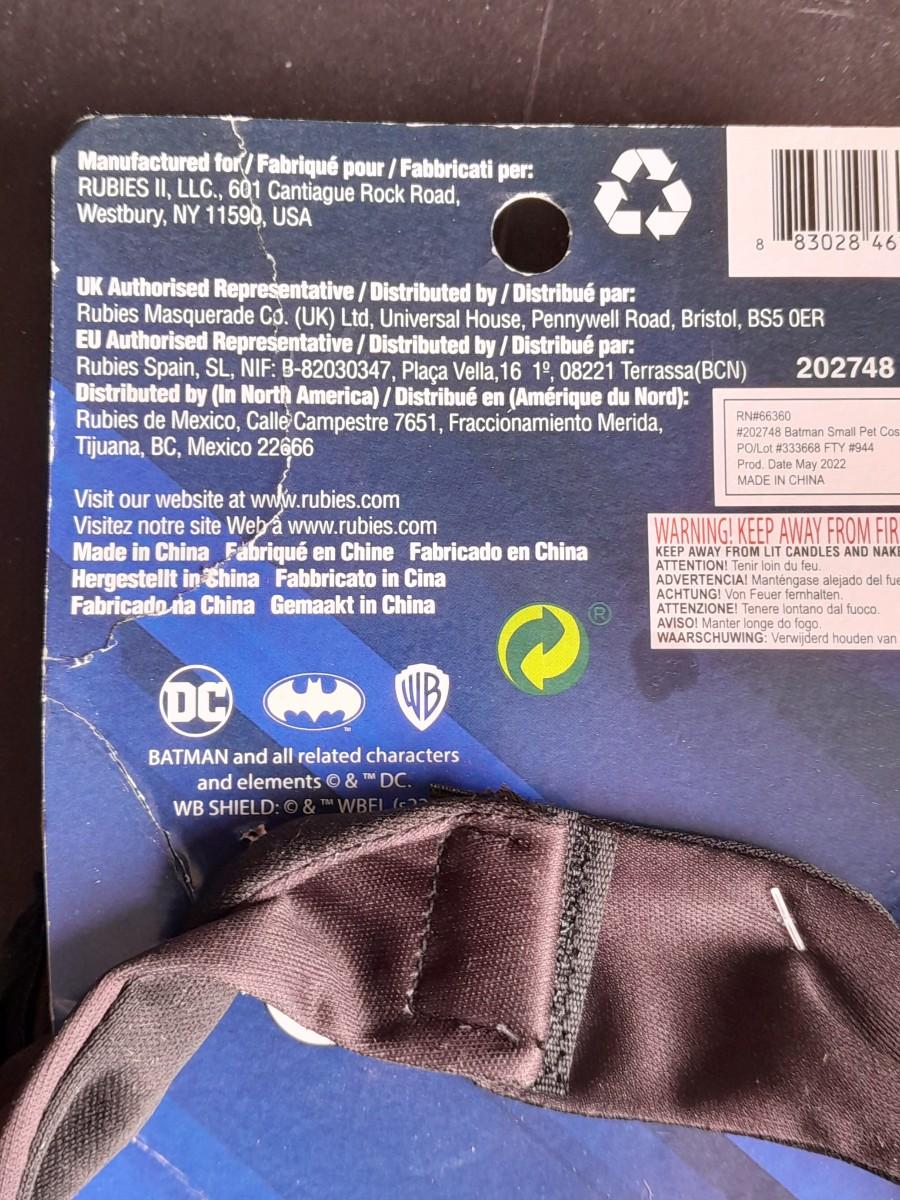 Manufactured for / Fabriqué pour / Fabbricati per:
RUBIES II, LLC., 601 Cantiague Rock Road,
Westbury, NY 11590, USA
8 83028 46
UK Authorised Representative / Distributed by / Distribué par:
Rubies Masquerade Co. (UK) Ltd, Universal House, Pennywell Road, Bristol, BS5 0ER
EU Authorised Representative / Distributed by / Distribué par:
Rubies Spain, SL, NIF: B-82030347, Plaça Vella,16 1º, 08221 Terrassa(BCN)
202748
Distributed by (In North America) / Distribué en (Amérique du Nord):
Rubies de Mexico, Calle Campestre 7651, Fraccionamiento Merida,
Tijuana, BC, Mexico 22666
RN#66360
#202748 Batman Small Pet Cos
PO/Lot #333668 FTY #944
Prod. Date May 2022
MADE IN CHINA
Visit our website at www.rubies.com
Visitez notre site Web à www.rubies.com
Made in China Fabriqué en Chine Fabricado en China
Hergestellt in China Fabbricato in Cina
Fabricado na China Gemaakt in China
WARNING! KEEP AWAY FROM FIR
KEEP AWAY FROM LIT CANDLES AND NAKE
ATTENTION! Tenir loin du feu.
ADVERTENCIA! Manténgase alejado del fue
ACHTUNG! Von Feuer fernhalten.
ATTENZIONE! Tenere lontano dal fuoco.
AVISO! Manter longe do fogo.
WAARSCHUWING: Verwijderd houden van
®
DC
WB
™
BATMAN and all related characters
and elements © & ™ DC.
WB SHIELD: © & ™ WBEI.